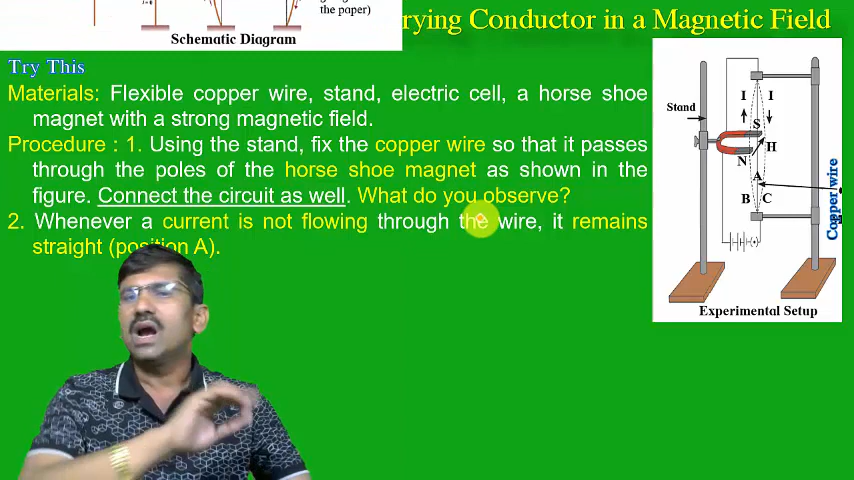 the paper)
Schematic Diagram
rying Conductor in a Magnetic Field
Try This
Materials: Flexible copper wire, stand, electric cell, a horse shoe
magnet with a strong magnetic field.
Procedure : 1. Using the stand, fix the copper wire so that it passes
through the poles of the horse shoe magnet as shown in the
figure. Connect the circuit as well. What do you observe?
2. Whenever a current is not flowing through the wire, it remains
straight (position A).
Stand
I I
S
H
N
A
B C
Copper wire
Experimental Setup